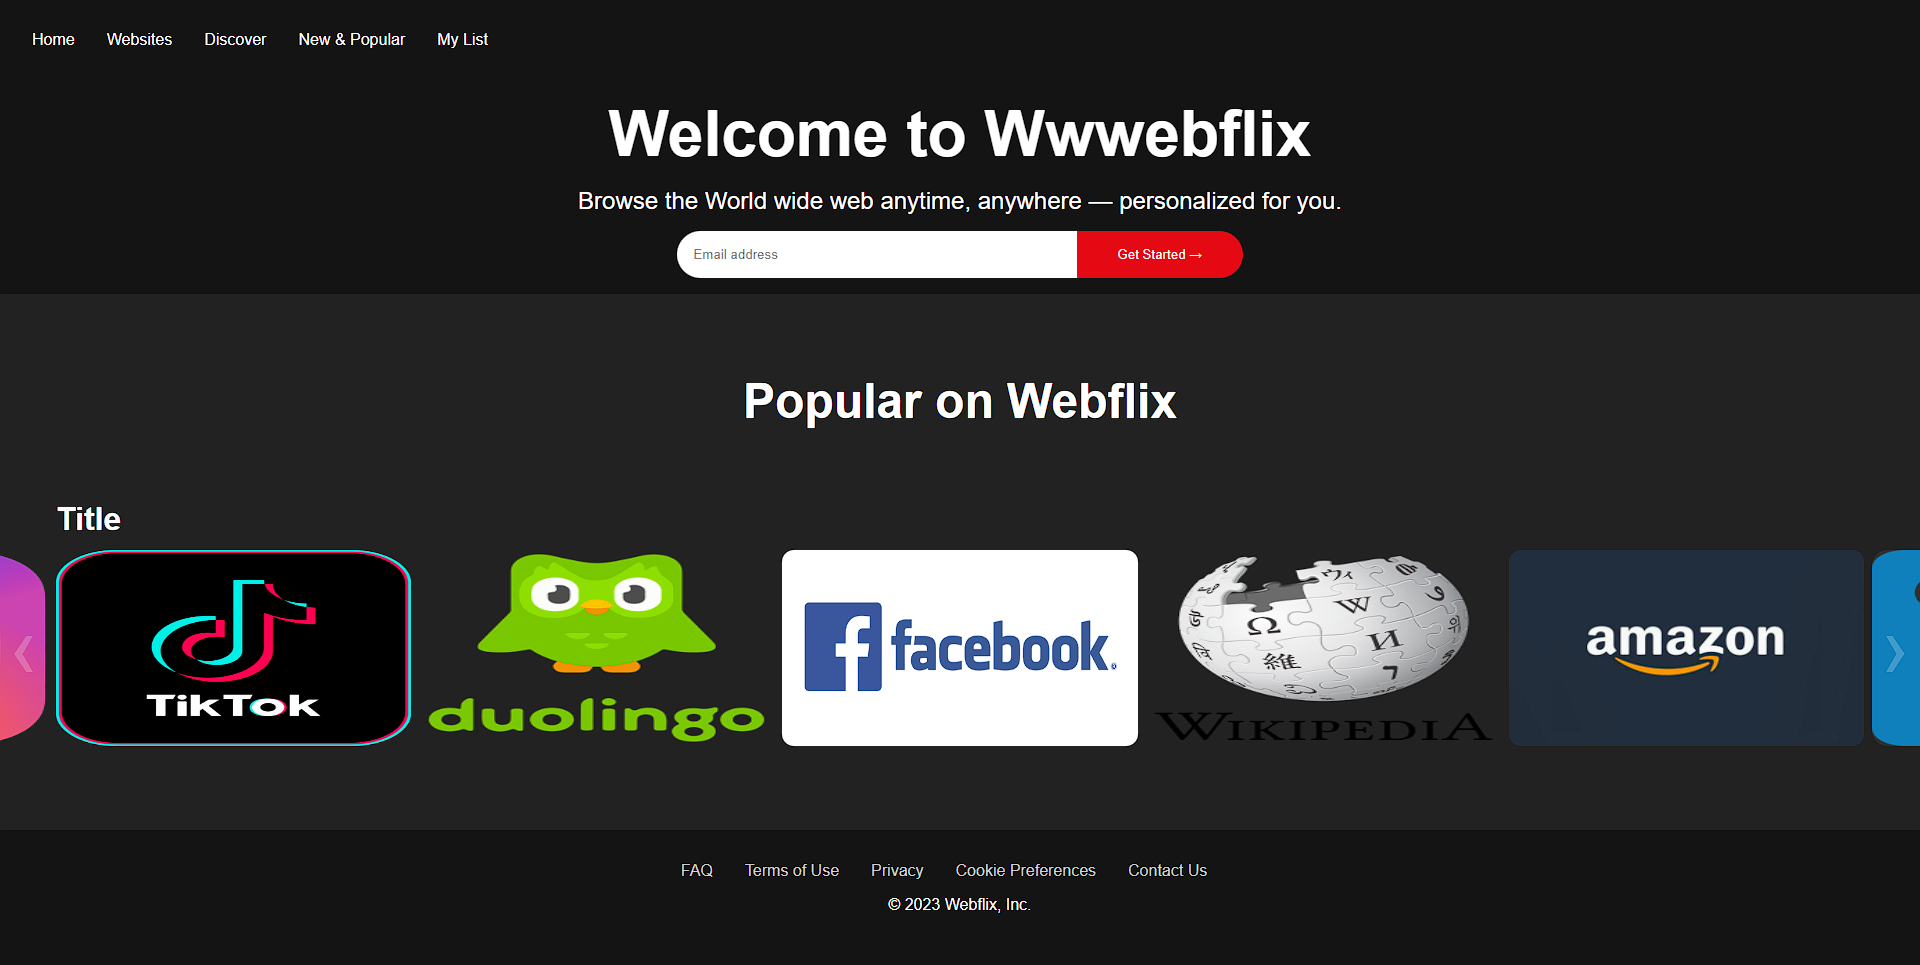 Home Websites Discover New & Popular My List
Welcome to Wwwebflix
Browse the World wide web anytime, anywhere — personalized for you.
Email address Get Started →
Popular on Webflix
Title
TikTok
duolingo
facebook
Ω W И 維 ウィ
WIKIPEDIA
amazon
FAQ Terms of Use Privacy Cookie Preferences Contact Us
© 2023 Webflix, Inc.